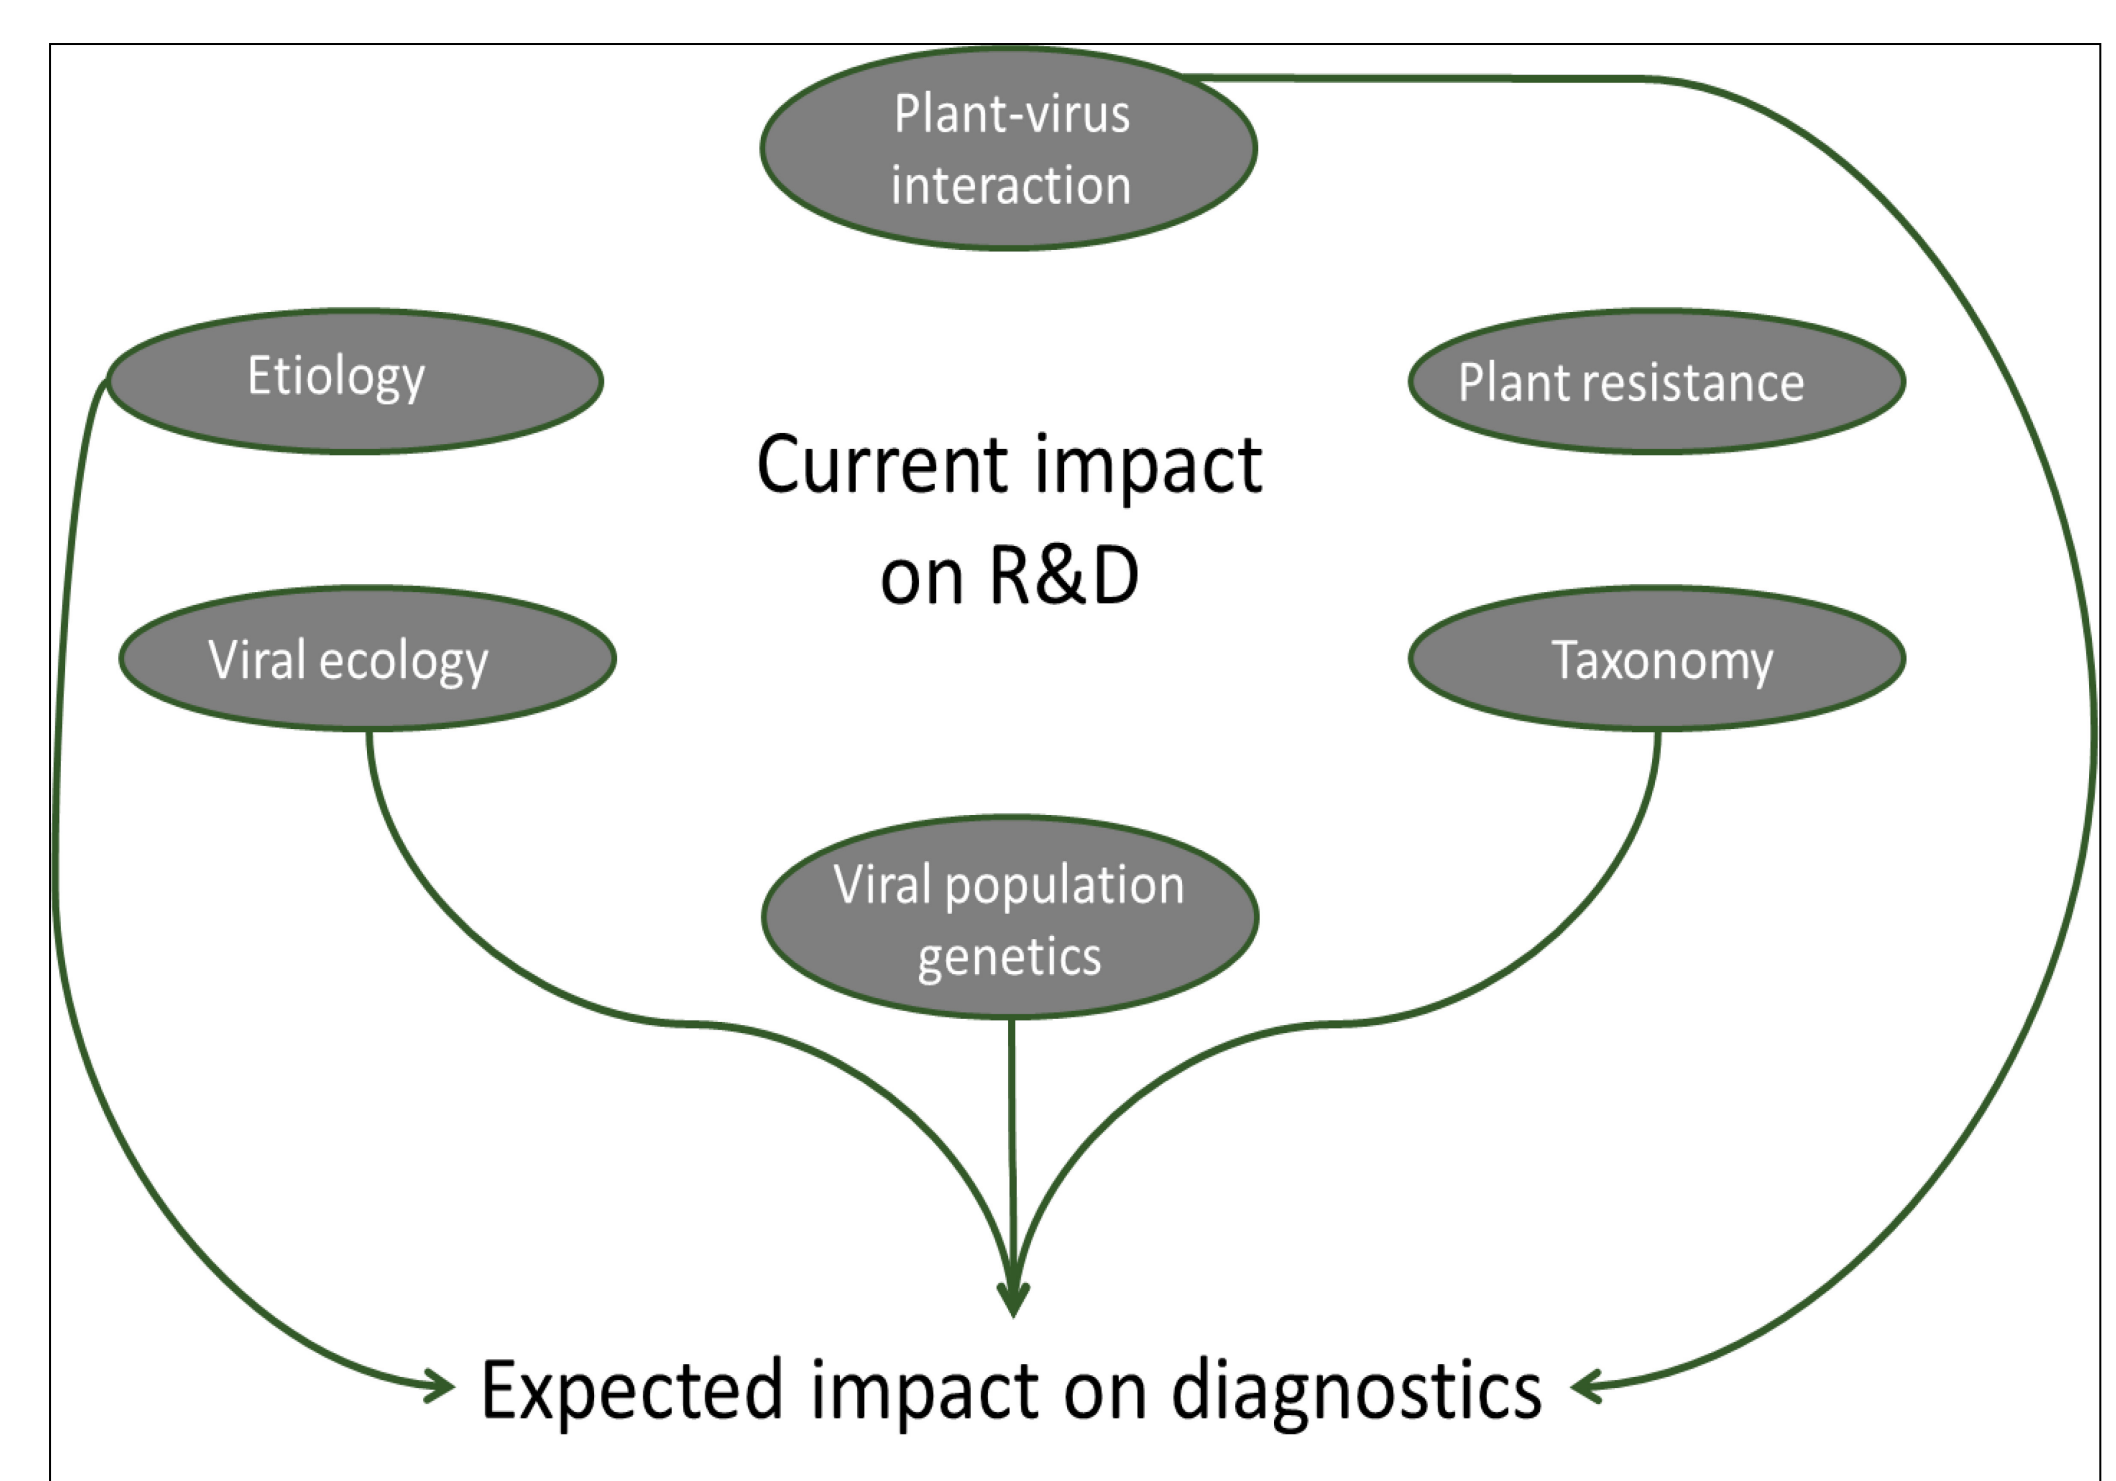 Plant-virus
interaction
Etiology
Plant resistance
Current impact
on R&D
Viral ecology
Taxonomy
Viral population
genetics
Expected impact on diagnostics